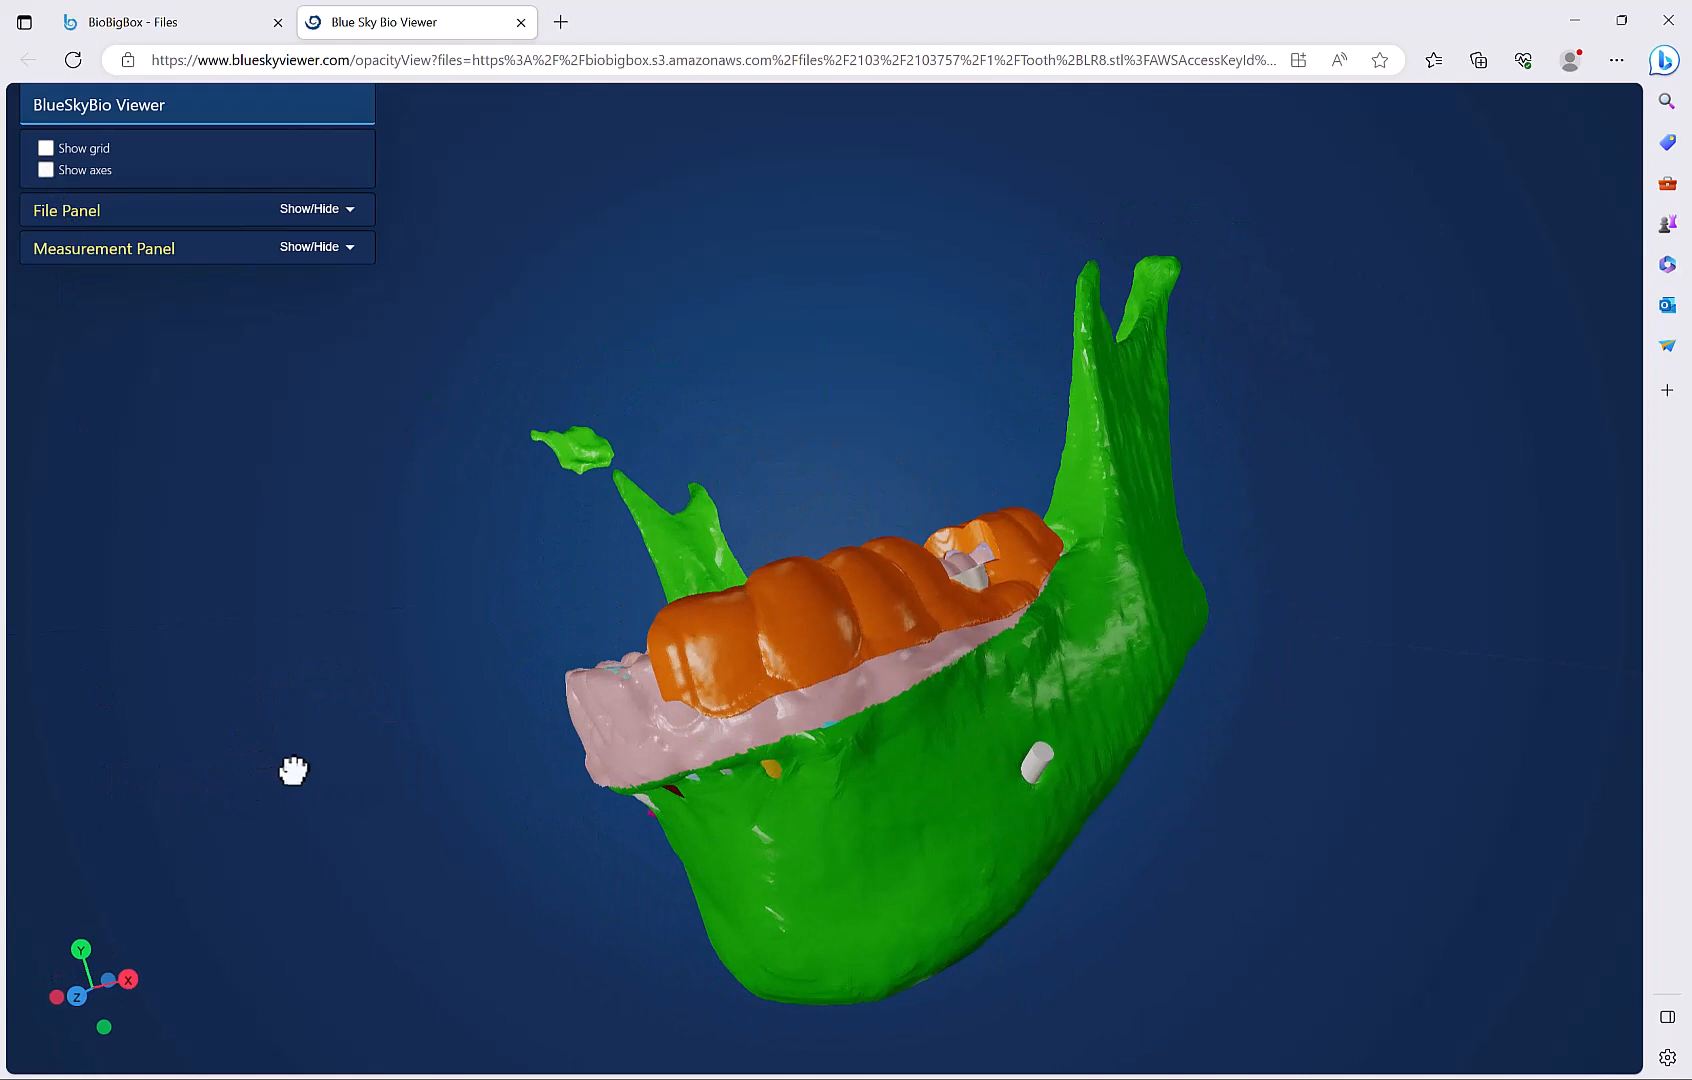 BioBigBox - Files
Blue Sky Bio Viewer
https://www.blueskyviewer.com/opacityView?files=https%3A%2F%2Fbiobigbox.s3.amazonaws.com%2Ffiles%2F2103%2F2103757%2F1%2FTooth%2BLR8.stl%3FAWSAccessKeyId%...
BlueSkyBio Viewer
Show grid
Show axes
File Panel Show/Hide
Measurement Panel Show/Hide
Y
X
Z